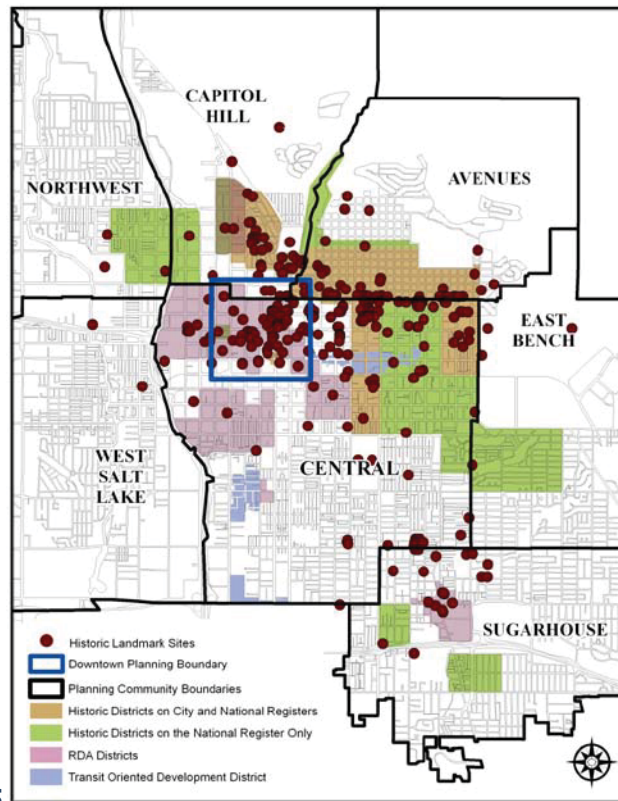 CAPITOL
HILL
NORTHWEST
AVENUES
EAST
BENCH
WEST
SALT
LAKE
CENTRAL
SUGARHOUSE
Historic Landmark Sites
Downtown Planning Boundary
Planning Community Boundaries
Historic Districts on City and National Registers
Historic Districts on the National Register Only
RDA Districts
Transit Oriented Development District